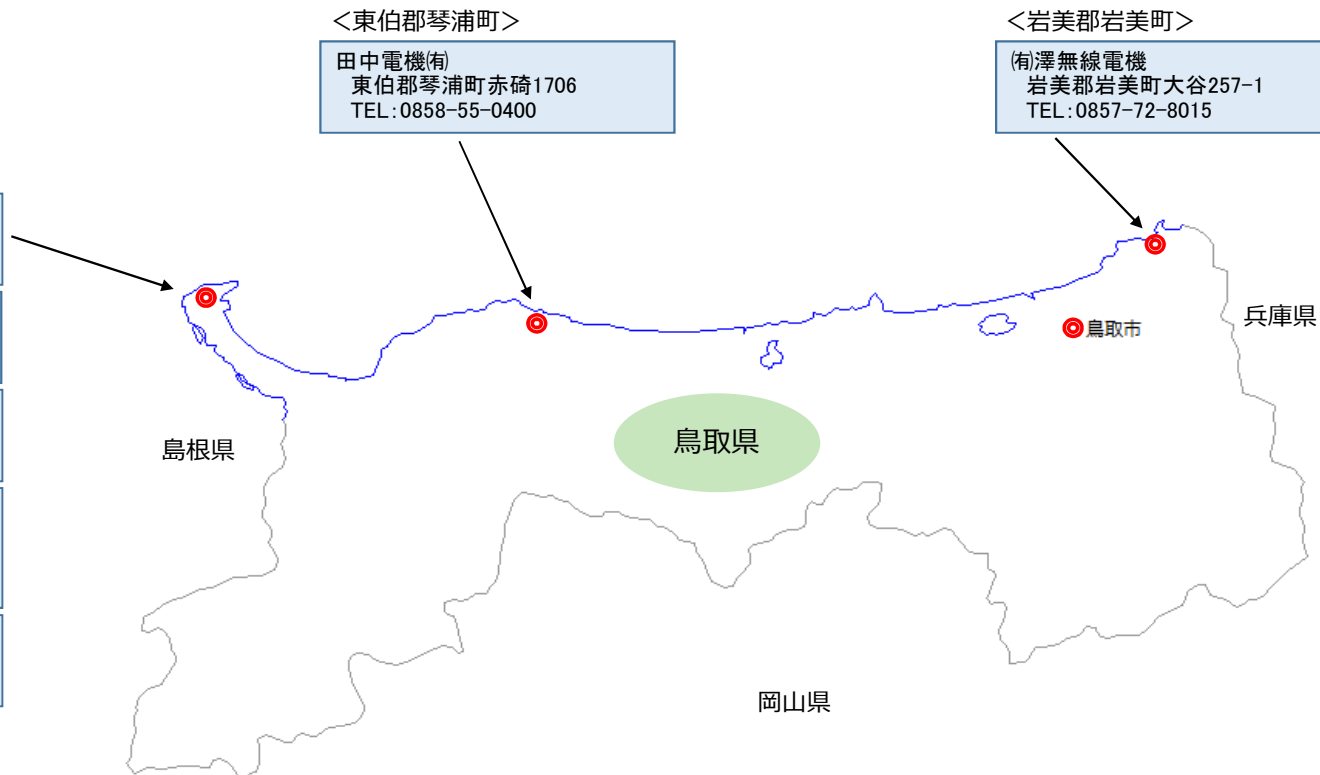 <東伯郡琴浦町>
田中電機㈲
東伯郡琴浦町赤碕1706
TEL:0858-55-0400
<岩美郡岩美町>
㈲澤無線電機
岩美郡岩美町大谷257-1
TEL:0857-72-8015
兵庫県
鳥取市
鳥取県
島根県
岡山県